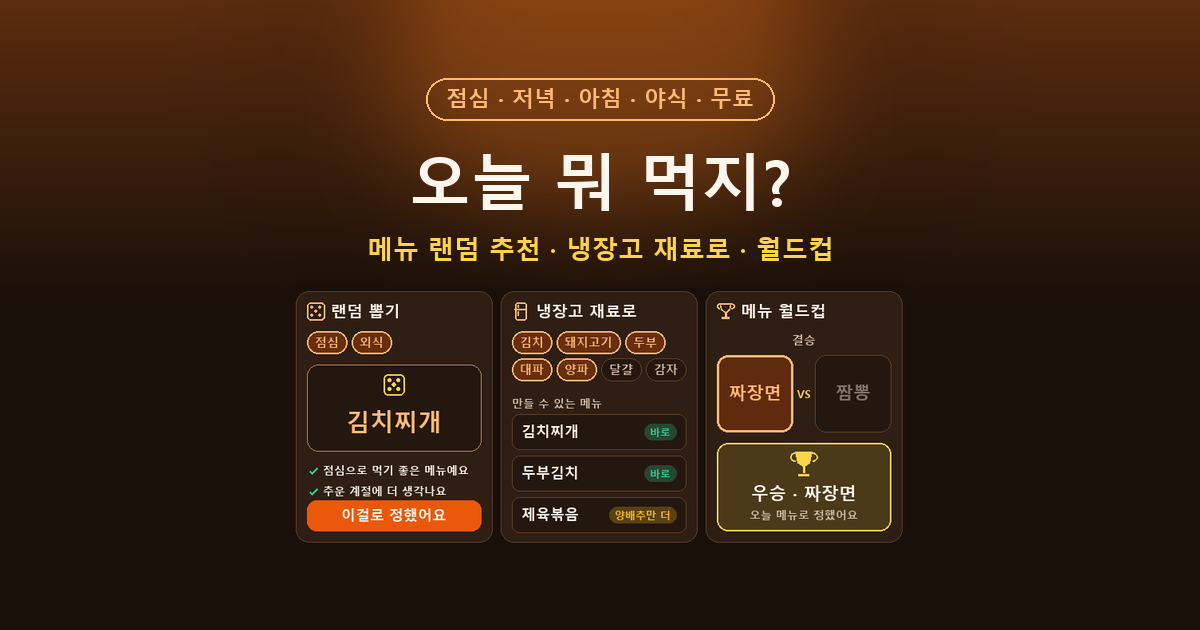 점심 · 저녁 · 아침 · 야식 · 무료
오늘 뭐 먹지?
메뉴 랜덤 추천 · 냉장고 재료로 · 월드컵
랜덤 뽑기
점심 외식
김치찌개
점심으로 먹기 좋은 메뉴예요
추운 계절에 더 생각나요
이걸로 정했어요
냉장고 재료로
김치 돼지고기 두부
대파 양파 달걀 감자
만들 수 있는 메뉴
김치찌개 바로
두부김치 바로
제육볶음 양배추만 더
메뉴 월드컵
결승
짜장면 VS 짬뽕
우승 · 짜장면
오늘 메뉴로 정했어요